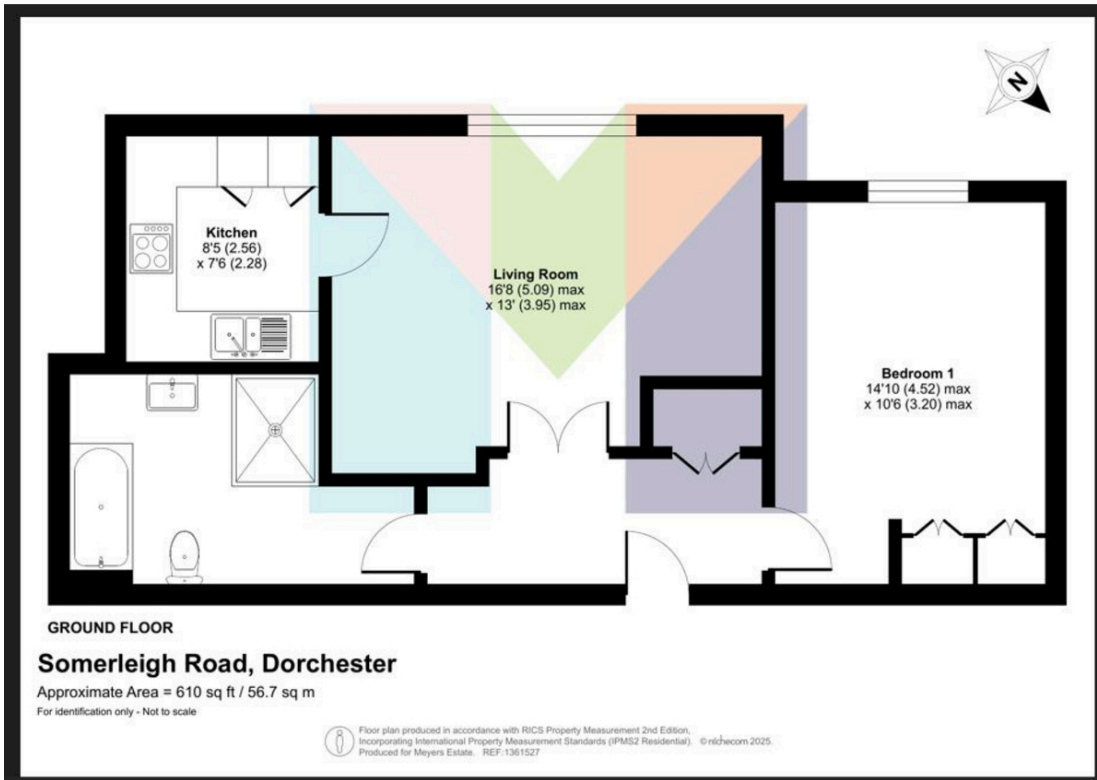 N
Kitchen
8'5 (2.56)
x 7'6 (2.28)
Living Room
16'8 (5.09) max
x 13' (3.95) max
Bedroom 1
14'10 (4.52) max
x 10'6 (3.20) max
GROUND FLOOR
Somerleigh Road, Dorchester
Approximate Area = 610 sq ft / 56.7 sq m
For identification only - Not to scale
Floor plan produced in accordance with RICS Property Measurement 2nd Edition,
Incorporating International Property Measurement Standards (IPMS2 Residential). © nichecom 2025.
Produced for Meyers Estate. REF: 1361527